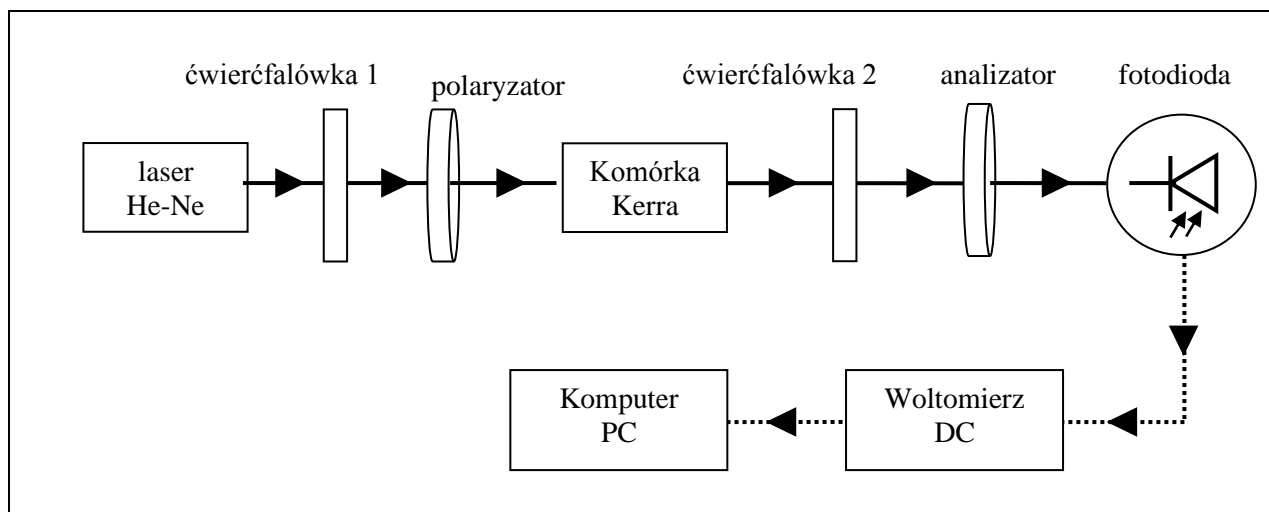 ćwierćfalówka 1
polaryzator
ćwierćfalówka 2
analizator
fotodioda
laser
He-Ne
Komórka
Kerra
Komputer
PC
Woltomierz
DC